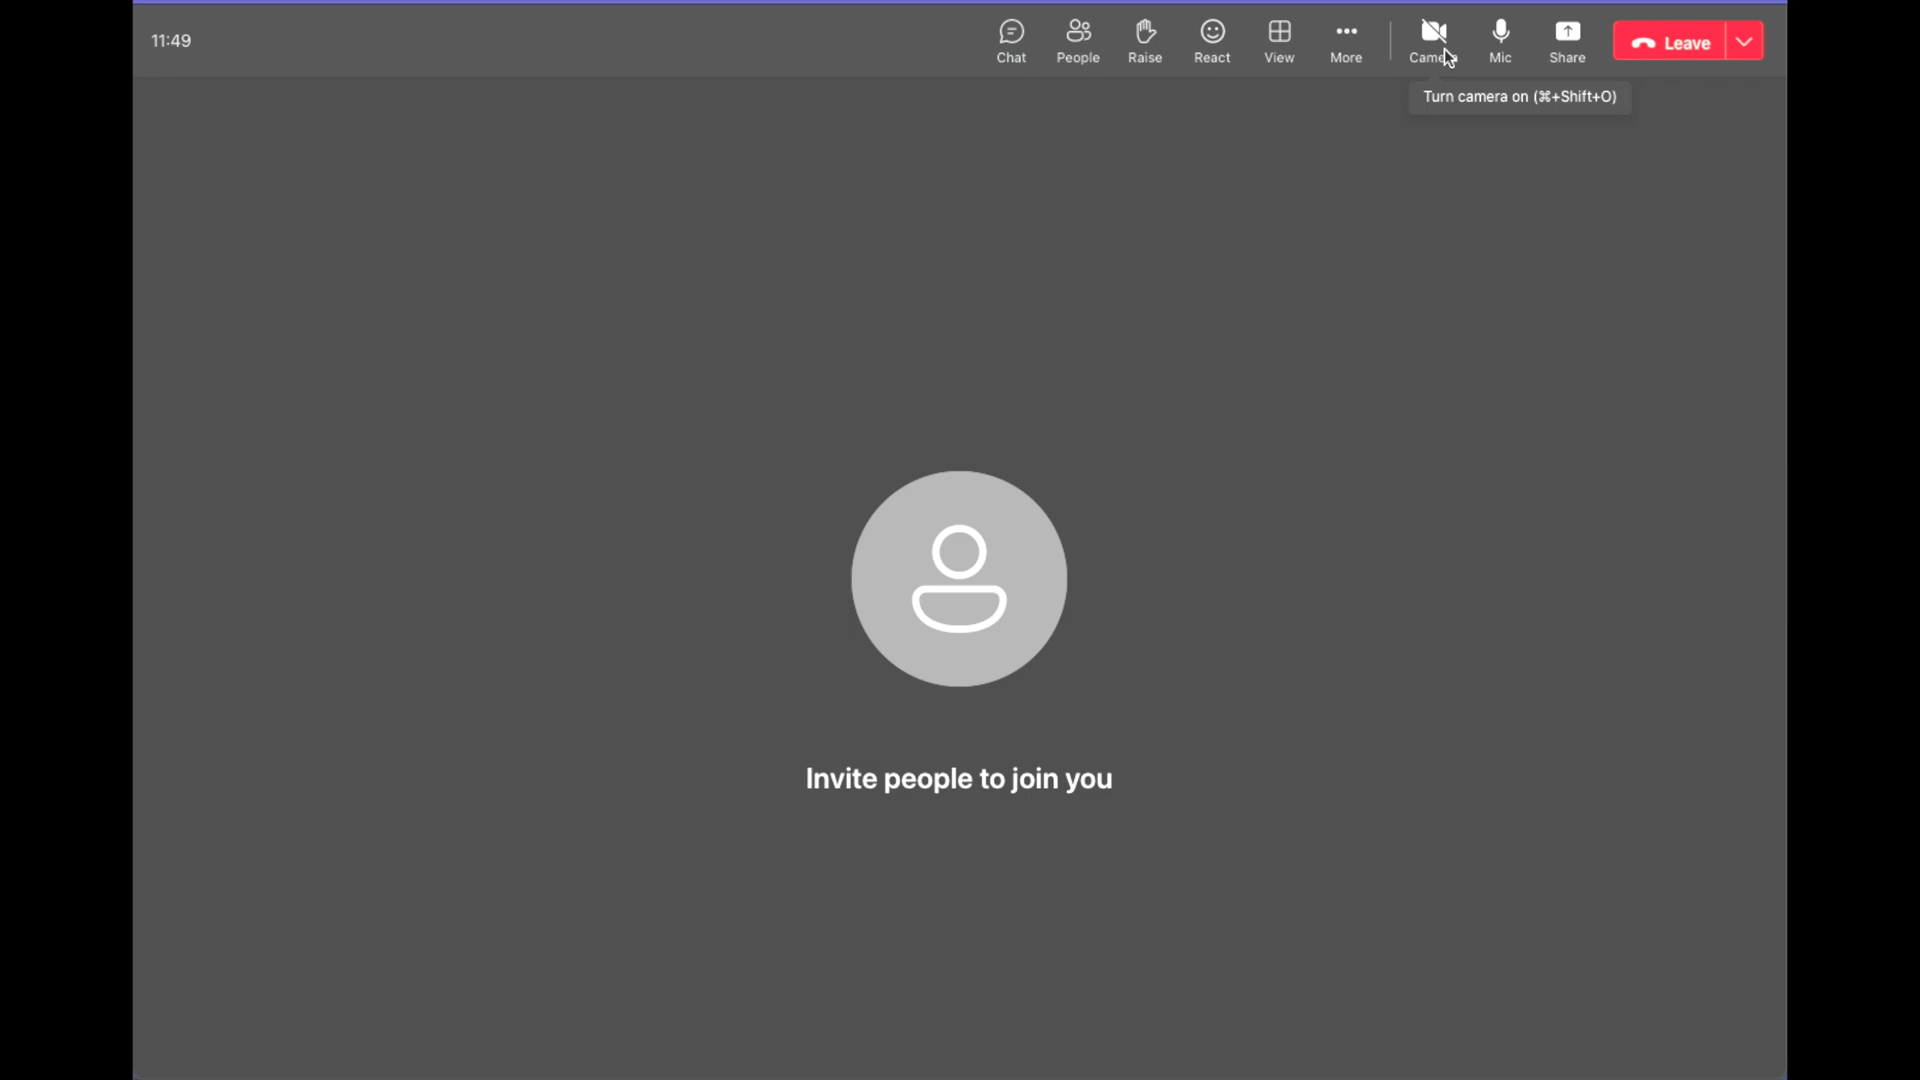 11:49
Chat
People
Raise
React
View
More
Camera
Mic
Share
Leave
Turn camera on (⌘+Shift+O)
Invite people to join you